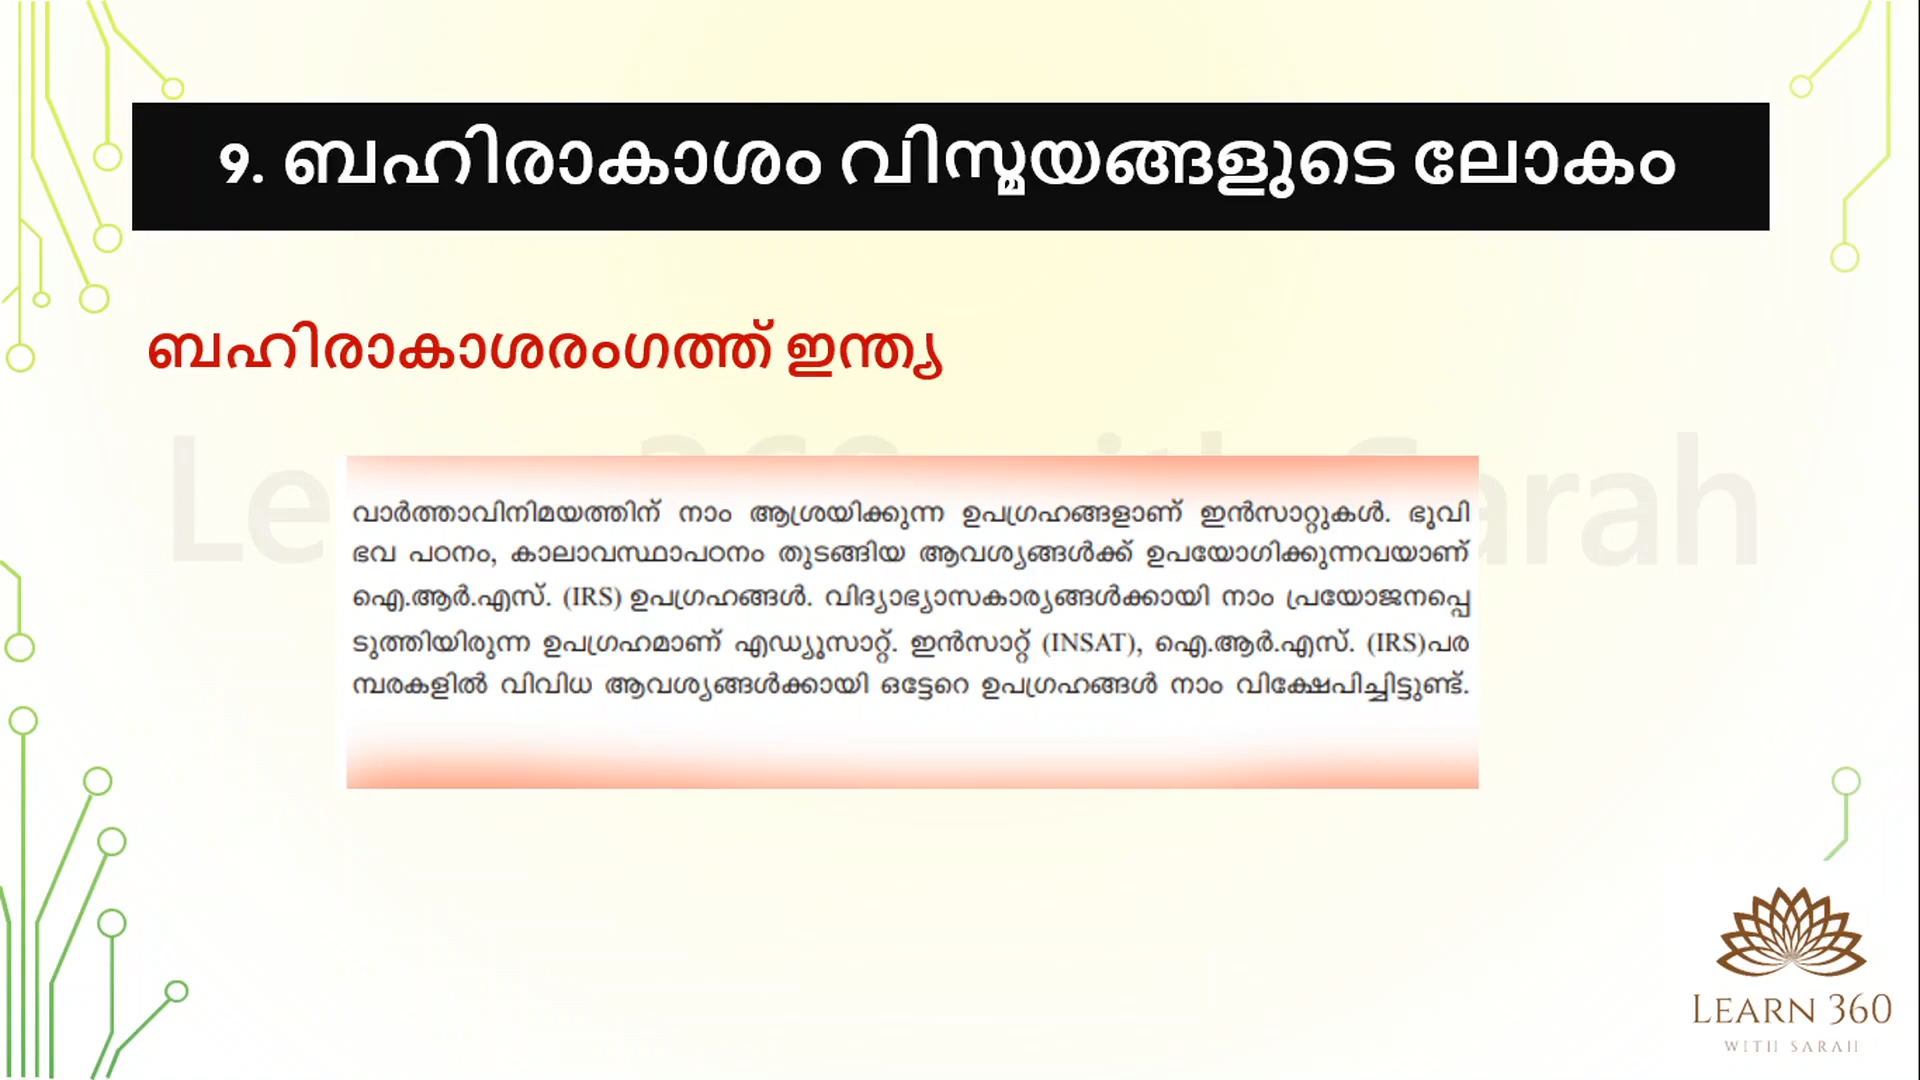 9. ബഹിരാകാശം വിസ്മയങ്ങളുടെ ലോകം
ബഹിരാകാശരംഗത്ത് ഇന്ത്യ
വാർത്താവിനിമയത്തിന് നാം ആശ്രയിക്കുന്ന ഉപഗ്രഹങ്ങളാണ് ഇൻസാറ്റുകൾ. ഭൂവി
ഭവ പഠനം, കാലാവസ്ഥാപഠനം തുടങ്ങിയ ആവശ്യങ്ങൾക്ക് ഉപയോഗിക്കുന്നവയാണ്
ഐ.ആർ.എസ്. (IRS) ഉപഗ്രഹങ്ങൾ. വിദ്യാഭ്യാസകാര്യങ്ങൾക്കായി നാം പ്രയോജനപ്പെ
ടുത്തിയിരുന്ന ഉപഗ്രഹമാണ് എഡ്യൂസാറ്റ്. ഇൻസാറ്റ് (INSAT), ഐ.ആർ.എസ്. (IRS)പര
മ്പരകളിൽ വിവിധ ആവശ്യങ്ങൾക്കായി ഒട്ടേറെ ഉപഗ്രഹങ്ങൾ നാം വിക്ഷേപിച്ചിട്ടുണ്ട്.
LEARN 360
WITH SARAH